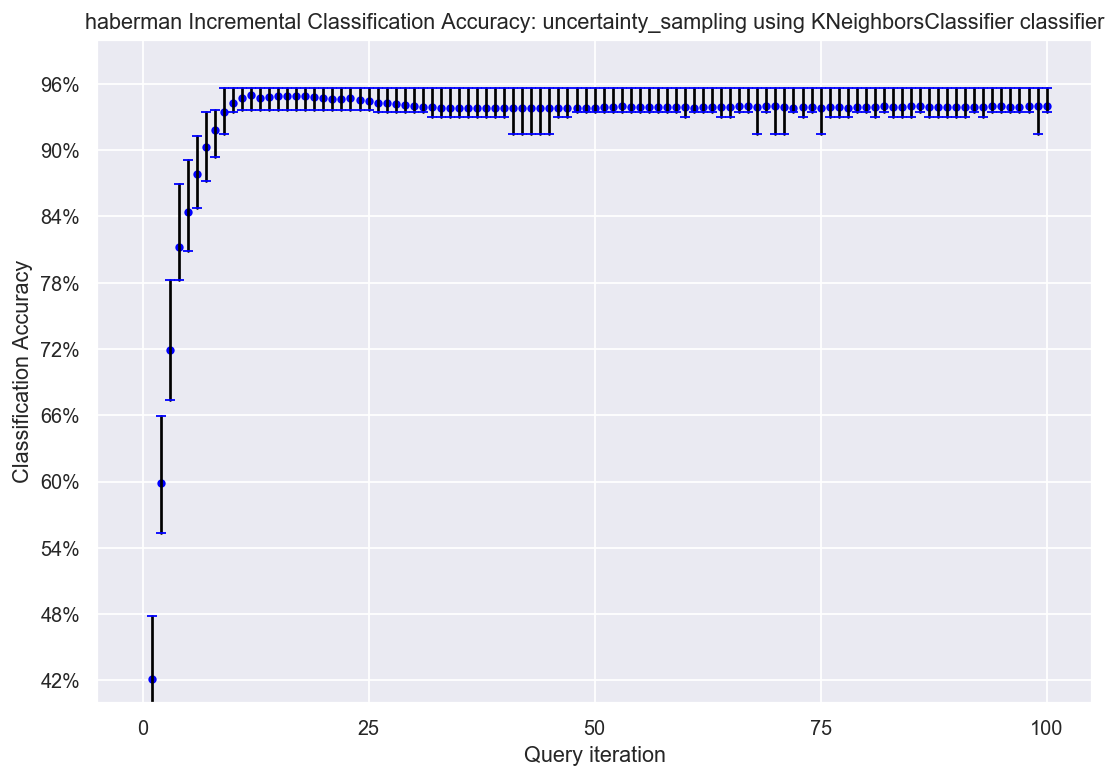 haberman Incremental Classification Accuracy: uncertainty_sampling using KNeighborsClassifier classifier
96%
90%
84%
78%
72%
66%
60%
54%
48%
42%
Classification Accuracy
0 25 50 75 100
Query iteration